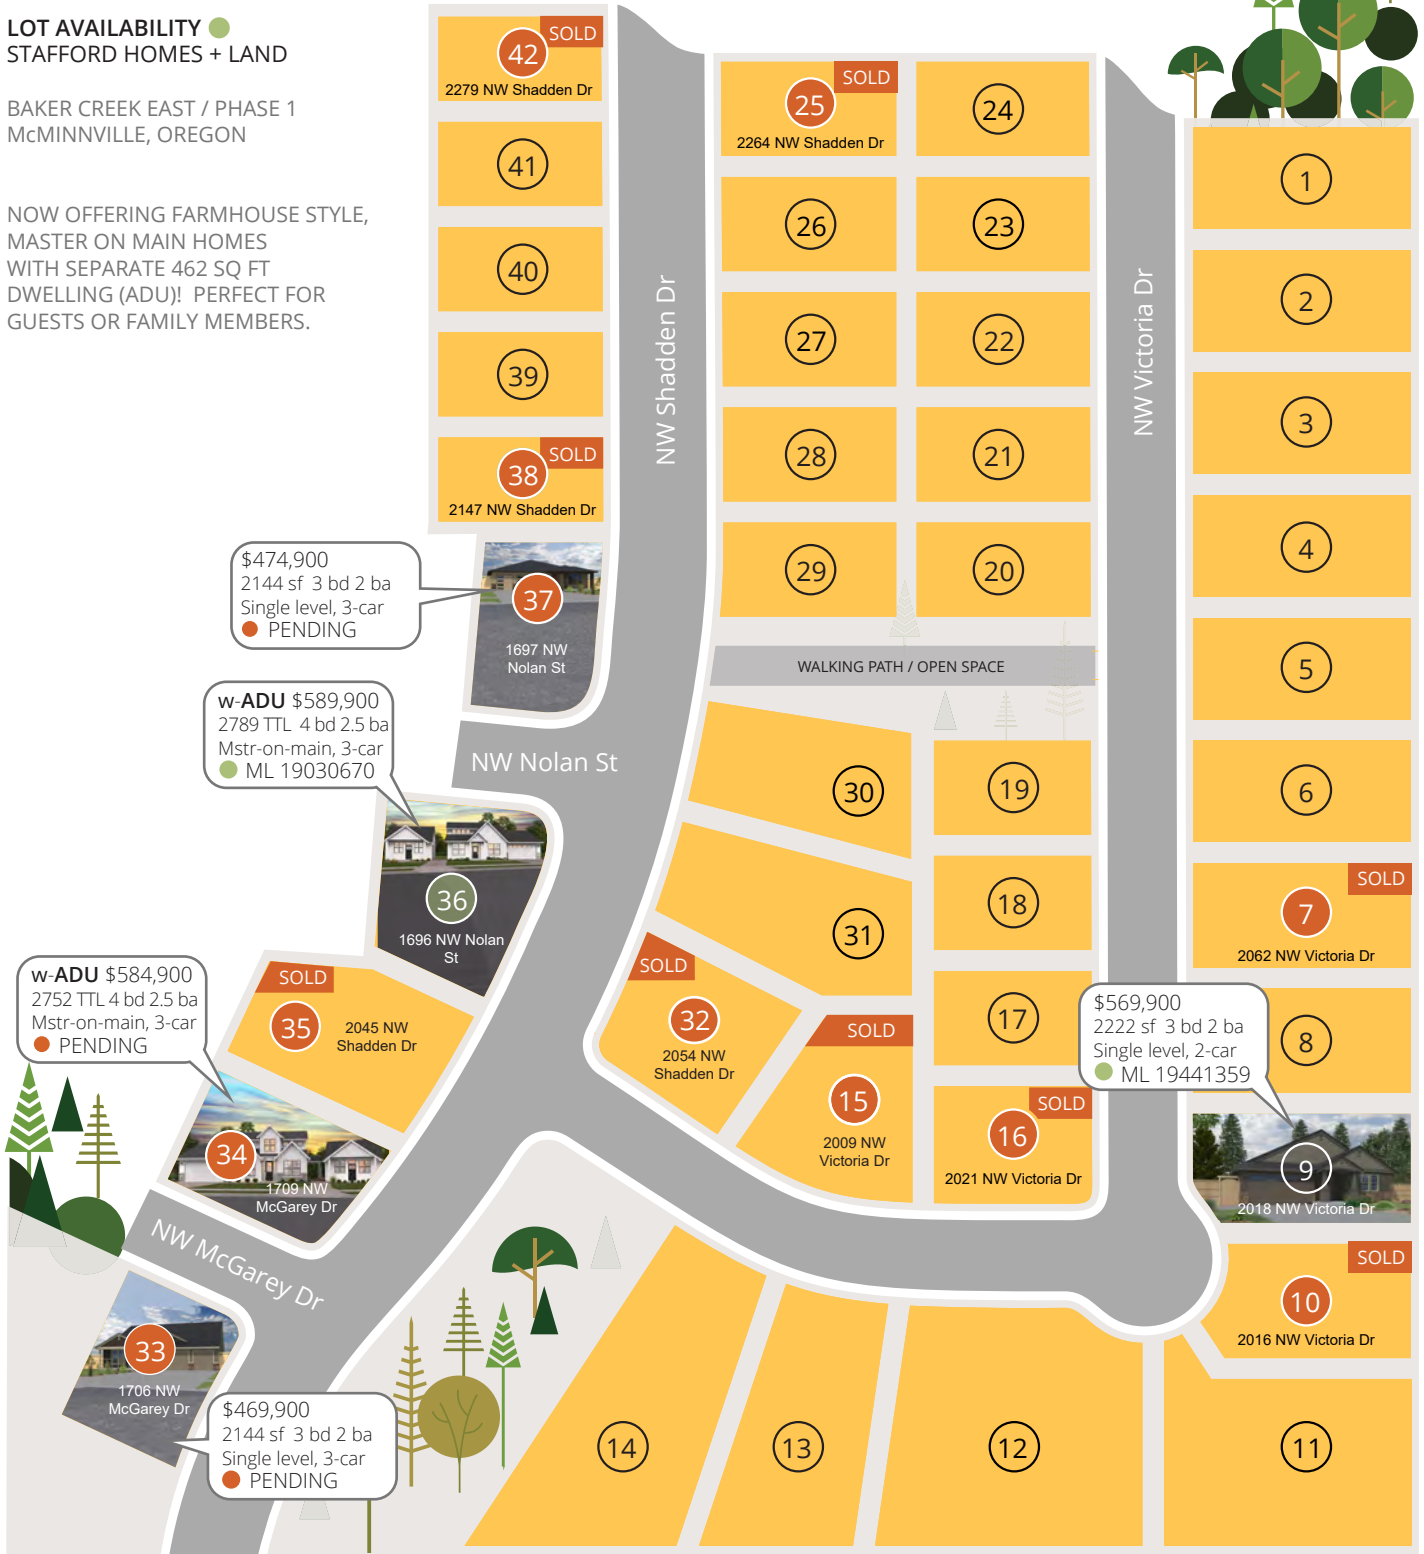 LOT AVAILABILITY
STAFFORD HOMES + LAND
BAKER CREEK EAST / PHASE 1
McMINNVILLE, OREGON
NOW OFFERING FARMHOUSE STYLE,
MASTER ON MAIN HOMES
WITH SEPARATE 462 SQ FT
DWELLING (ADU)! PERFECT FOR
GUESTS OR FAMILY MEMBERS.
SOLD
42
2279 NW Shadden Dr
41
40
39
SOLD
38
2147 NW Shadden Dr
$474,900
2144 sf 3 bd 2 ba
Single level, 3-car
PENDING
37
1697 NW
Nolan St
w-ADU $589,900
2789 TTL 4 bd 2.5 ba
Mstr-on-main, 3-car
ML 19030670
NW Nolan St
36
1696 NW Nolan
St
SOLD
35
2045 NW
Shadden Dr
w-ADU $584,900
2752 TTL 4 bd 2.5 ba
Mstr-on-main, 3-car
PENDING
34
1709 NW
McGarey Dr
NW McGarey Dr
33
1706 NW
McGarey Dr
$469,900
2144 sf 3 bd 2 ba
Single level, 3-car
PENDING
NW Shadden Dr
SOLD
25
2264 NW Shadden Dr
24
26
23
27
22
28
21
29
20
WALKING PATH / OPEN SPACE
30
19
31
18
17
SOLD
32
2054 NW
Shadden Dr
SOLD
15
2009 NW
Victoria Dr
SOLD
16
2021 NW Victoria Dr
NW Victoria Dr
1
2
3
4
5
6
SOLD
7
2062 NW Victoria Dr
8
$569,900
2222 sf 3 bd 2 ba
Single level, 2-car
ML 19441359
9
2018 NW Victoria Dr
SOLD
10
2016 NW Victoria Dr
14
13
12
11